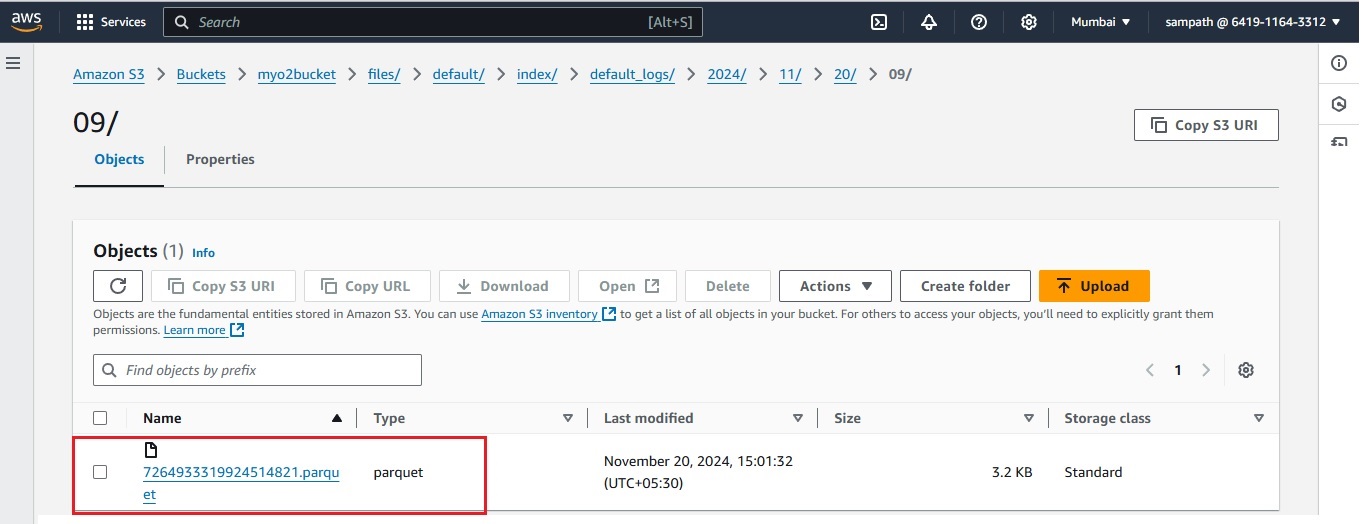 aws Services Search [Alt+S] Mumbai ▼ sampath @ 6419-1164-3312 ▼
Amazon S3 > Buckets > myo2bucket > files/ > default/ > index/ > default_logs/ > 2024/ > 11/ > 20/ > 09/
09/
Copy S3 URI
Objects Properties
Objects (1) Info
Copy S3 URI Copy URL Download Open Delete Actions ▼ Create folder Upload
Objects are the fundamental entities stored in Amazon S3. You can use Amazon S3 inventory to get a list of all objects in your bucket. For others to access your objects, you'll need to explicitly grant them
permissions. Learn more
Find objects by prefix < 1 >
Name Type Last modified Size Storage class
7264933319924514821.parqu
et
parquet
November 20, 2024, 15:01:32
(UTC+05:30)
3.2 KB
Standard